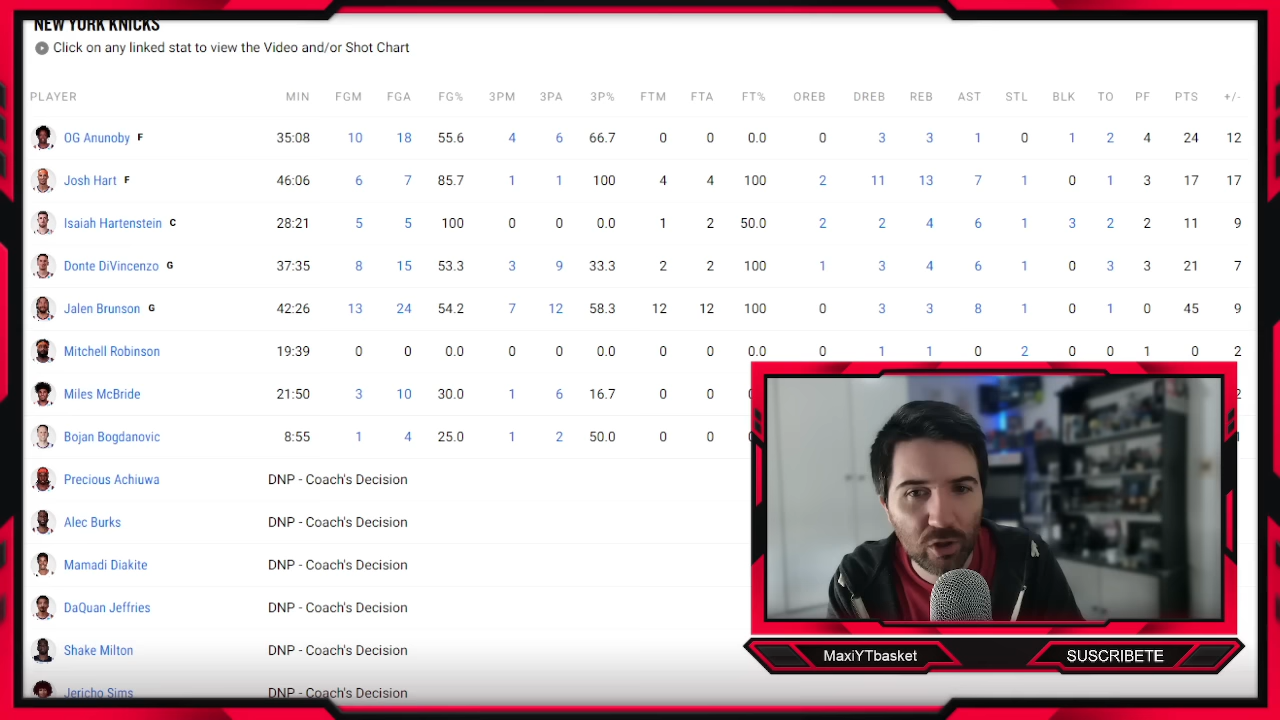 NEW YORK KNICKS
Click on any linked stat to view the Video and/or Shot Chart
PLAYER MIN FGM FGA FG% 3PM 3PA 3P% FTM FTA FT% OREB DREB REB AST STL BLK TO PF PTS +/-
OG Anunoby F 35:08 10 18 55.6 4 6 66.7 0 0 0.0 0 3 3 1 0 1 2 4 24 12
Josh Hart F 46:06 6 7 85.7 1 1 100 4 4 100 2 11 13 7 1 0 1 3 17 17
Isaiah Hartenstein C 28:21 5 5 100 0 0 0.0 1 2 50.0 2 2 4 6 1 3 2 2 11 9
Donte DiVincenzo G 37:35 8 15 53.3 3 9 33.3 2 2 100 1 3 4 6 1 0 3 3 21 7
Jalen Brunson G 42:26 13 24 54.2 7 12 58.3 12 12 100 0 3 3 8 1 0 1 0 45 9
Mitchell Robinson 19:39 0 0 0.0 0 0 0.0 0 0 0.0 0 1 1 0 2 0 0 1 0 2
Miles McBride 21:50 3 10 30.0 1 6 16.7 0 0
Bojan Bogdanovic 8:55 1 4 25.0 1 2 50.0 0 0
Precious Achiuwa DNP - Coach's Decision
Alec Burks DNP - Coach's Decision
Mamadi Diakite DNP - Coach's Decision
DaQuan Jeffries DNP - Coach's Decision
Shake Milton DNP - Coach's Decision
Jericho Sims DNP - Coach's Decision
MaxiYTbasket
SUSCRIBETE